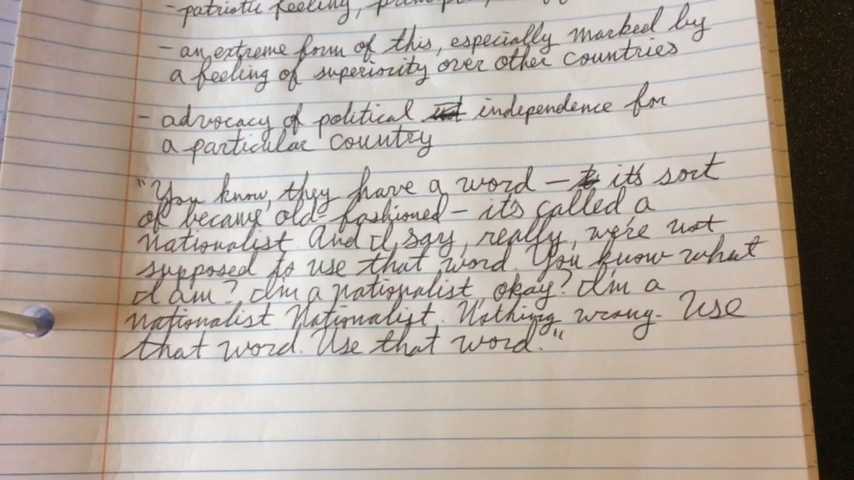 - patriotic feeling,
- an extreme form of this, especially marked by
a feeling of superiority over other countries
- advocacy of political independence for
a particular country
"You know, they have a word – it's sort
of became old-fashioned – it's called a
nationalist. And I say, really, we're not
supposed to use that word. You know what
I am? I'm a nationalist, okay? I'm a
nationalist. Nationalist. Nothing wrong. Use
that word. Use that word."